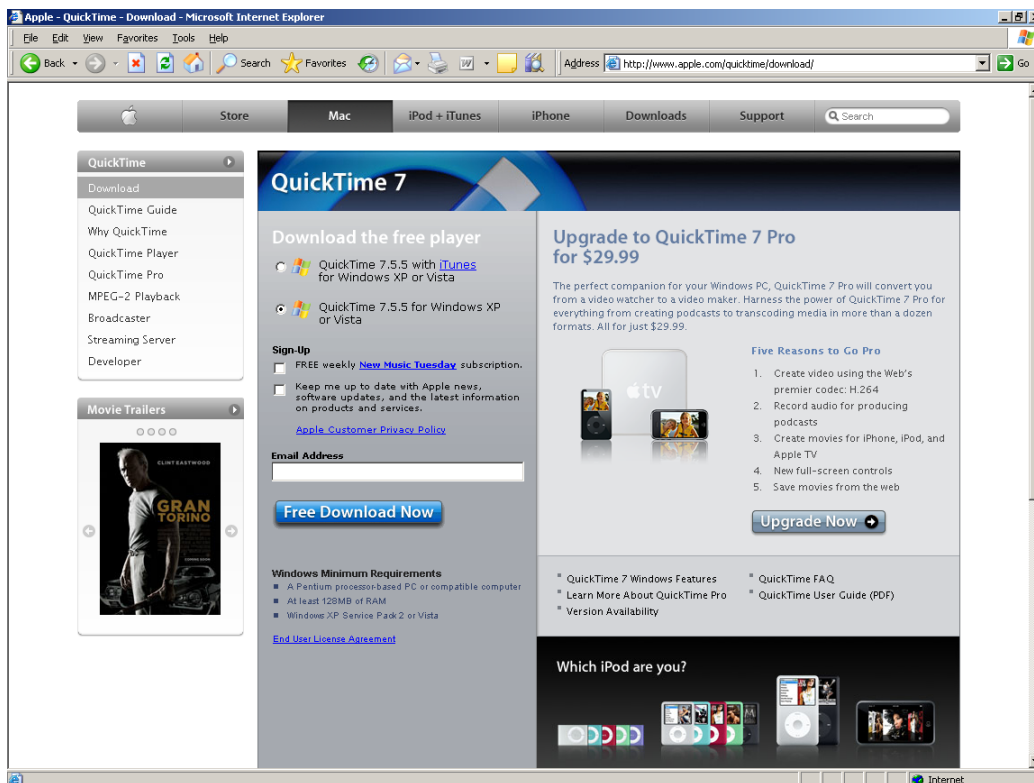 Apple - QuickTime - Download - Microsoft Internet Explorer
File Edit View Favorites Tools Help
Back Search Favorites Address http://www.apple.com/quicktime/download/ Go
Store Mac iPod + iTunes iPhone Downloads Support Search
QuickTime
Download
QuickTime Guide
Why QuickTime
QuickTime Player
QuickTime Pro
MPEG-2 Playback
Broadcaster
Streaming Server
Developer
Movie Trailers
CLINT EASTWOOD
GRAN
TORINO
QuickTime 7
Download the free player
QuickTime 7.5.5 with iTunes
for Windows XP or Vista
QuickTime 7.5.5 for Windows XP
or Vista
Sign-Up
FREE weekly New Music Tuesday subscription.
Keep me up to date with Apple news,
software updates, and the latest information
on products and services.
Apple Customer Privacy Policy
Email Address
Free Download Now
Windows Minimum Requirements
A Pentium processor-based PC or compatible computer
At least 128MB of RAM
Windows XP Service Pack 2 or Vista
End User License Agreement
Upgrade to QuickTime 7 Pro
for $29.99
The perfect companion for your Windows PC, QuickTime 7 Pro will convert you
from a video watcher to a video maker. Harness the power of QuickTime 7 Pro for
everything from creating podcasts to transcoding media in more than a dozen
formats. All for just $29.99.
tv
Five Reasons to Go Pro
1. Create video using the Web's
premier codec: H.264
2. Record audio for producing
podcasts
3. Create movies for iPhone, iPod, and
Apple TV
4. New full-screen controls
5. Save movies from the web
Upgrade Now
QuickTime 7 Windows Features
Learn More About QuickTime Pro
Version Availability
QuickTime FAQ
QuickTime User Guide (PDF)
Which iPod are you?
Internet